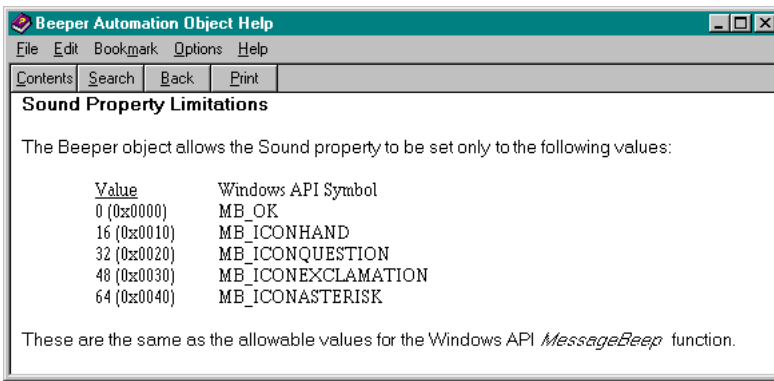 Beeper Automation Object Help
File Edit Bookmark Options Help
Contents Search Back Print
Sound Property Limitations
The Beeper object allows the Sound property to be set only to the following values:
Value Windows API Symbol
0 (0x0000) MB_OK
16 (0x0010) MB_ICONHAND
32 (0x0020) MB_ICONQUESTION
48 (0x0030) MB_ICONEXCLAMATION
64 (0x0040) MB_ICONASTERISK
These are the same as the allowable values for the Windows API MessageBeep function.